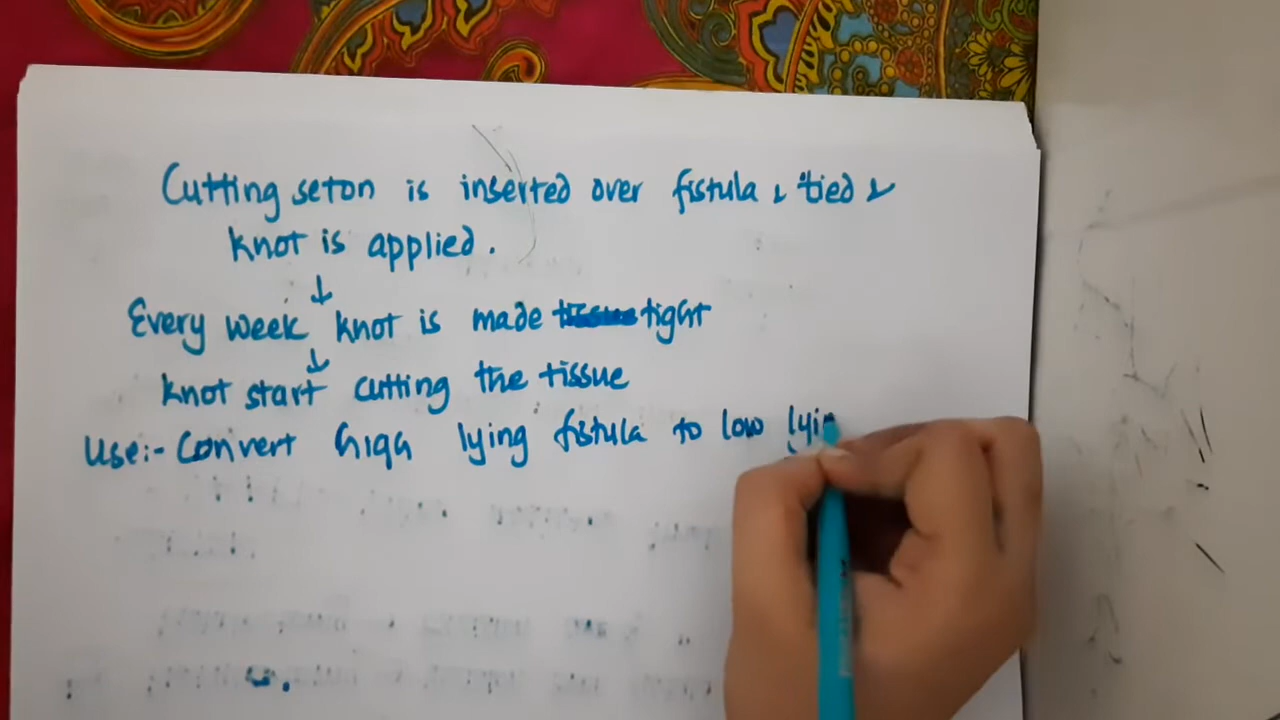 Cutting seton is inserted over fistula & tied &
knot is applied.
↓
Every week knot is made tight
↓
knot start cutting the tissue
Use:- Convert high lying fistula to low lyin